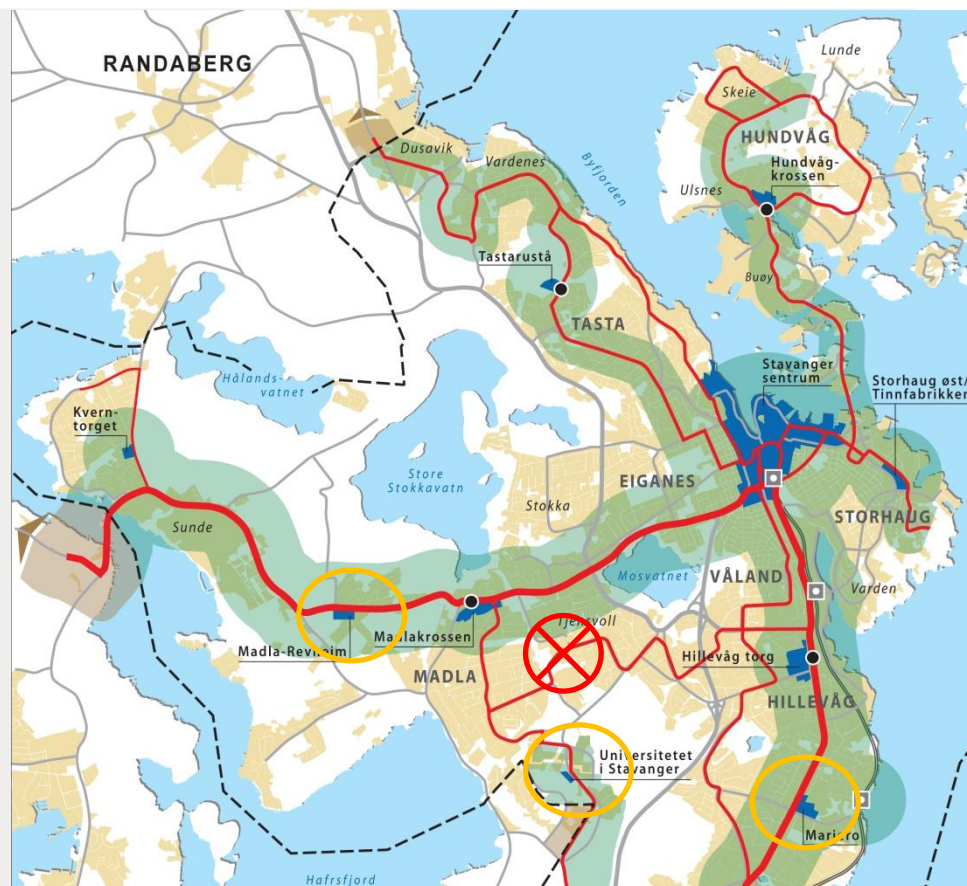 RANDABERG
Lunde
Skeie
HUNDVÅG
Dusavik
Vardenes
Hundvåg-
krossen
Byfjorden
Ulsnes
Tastarustå
Buøy
TASTA
Hålands-
vatnet
Stavanger
sentrum
Storhaug øst/
Tinnfabrikken
Kvern-
torget
Store
Stokkavatn
EIGANES
Stokka
STORHAUG
Sunde
Mosvatnet
VÅLAND
Varden
Tjensvoll
Madla-Revheim
Madlakrossen
Hillevåg torg
MADLA
HILLEVÅG
Universitetet
i Stavanger
Mariero
Hafrsfjord